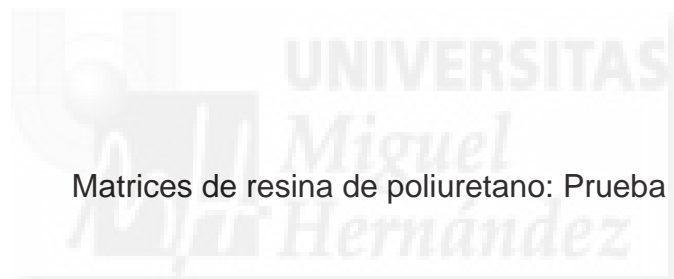 UNIVERSITAS
Miguel
Matrices de resina de poliuretano: Prueba
Hernández